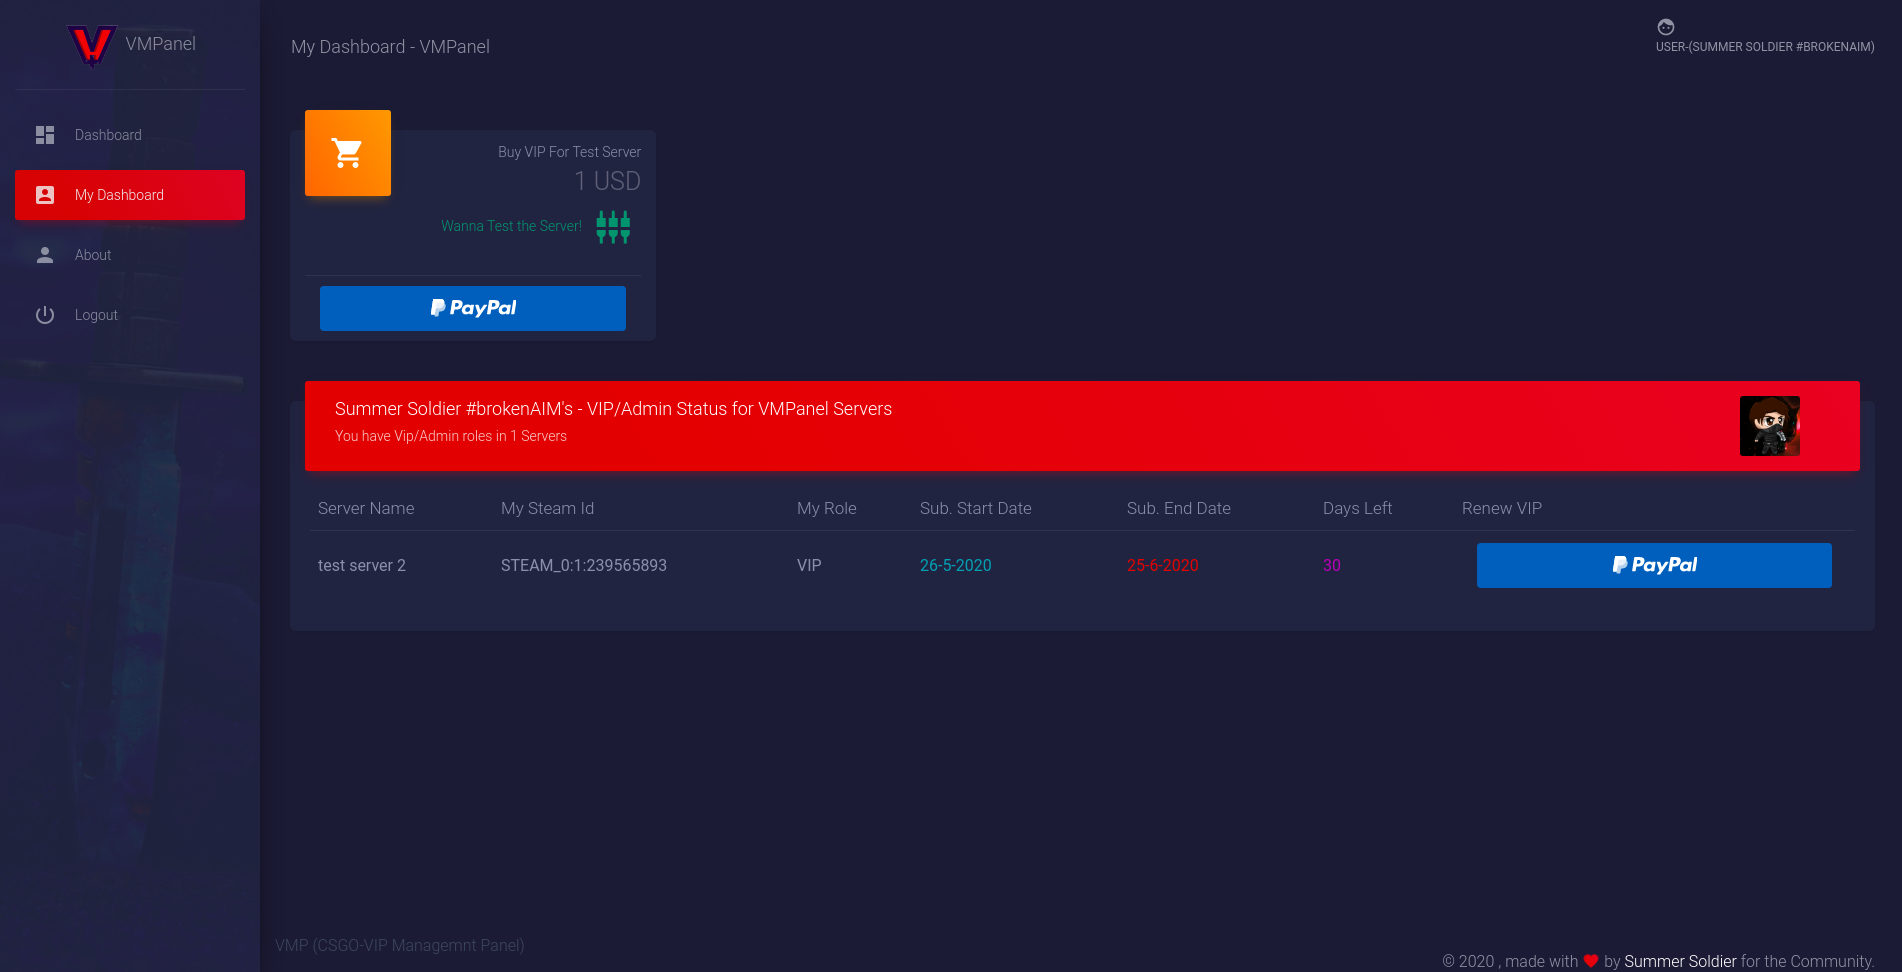 VMPanel
Dashboard
My Dashboard
About
Logout
My Dashboard - VMPanel
USER-(SUMMER SOLDIER #BROKENAIM)
Buy VIP For Test Server
1 USD
Wanna Test the Server!
PayPal
Summer Soldier #brokenAIM's - VIP/Admin Status for VMPanel Servers
You have Vip/Admin roles in 1 Servers
Server Name My Steam Id My Role Sub. Start Date Sub. End Date Days Left Renew VIP
test server 2 STEAM_0:1:239565893 VIP 26-5-2020 25-6-2020 30 PayPal
VMP (CSGO-VIP Managemnt Panel)
© 2020 , made with ♥ by Summer Soldier for the Community.